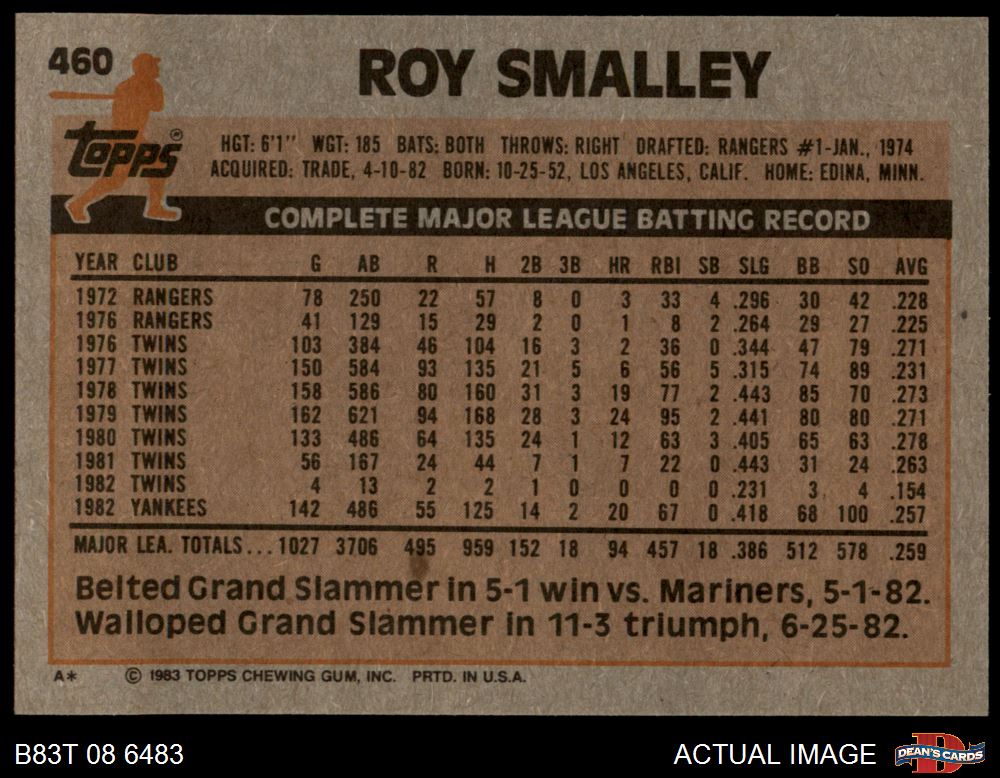 460 ROY SMALLEY
topps®
HGT: 6'1" WGT: 185 BATS: BOTH THROWS: RIGHT DRAFTED: RANGERS #1-JAN., 1974
ACQUIRED: TRADE, 4-10-82 BORN: 10-25-52, LOS ANGELES, CALIF. HOME: EDINA, MINN.
COMPLETE MAJOR LEAGUE BATTING RECORD
YEAR CLUB G AB R H 2B 3B HR RBI SB SLG BB SO AVG
1972 RANGERS 78 250 22 57 8 0 3 33 4 .296 30 42 .228
1976 RANGERS 41 129 15 29 2 0 1 8 2 .264 29 27 .225
1976 TWINS 103 384 46 104 16 3 2 36 0 .344 47 79 .271
1977 TWINS 150 584 93 135 21 5 6 56 5 .315 74 89 .231
1978 TWINS 158 586 80 160 31 3 19 77 2 .443 85 70 .273
1979 TWINS 162 621 94 168 28 3 24 95 2 .441 80 80 .271
1980 TWINS 133 486 64 135 24 1 12 63 3 .405 65 63 .278
1981 TWINS 56 167 24 44 7 1 7 22 0 .443 31 24 .263
1982 TWINS 4 13 2 2 1 0 0 0 0 .231 3 4 .154
1982 YANKEES 142 486 55 125 14 2 20 67 0 .418 68 100 .257
MAJOR LEA. TOTALS... 1027 3706 495 959 152 18 94 457 18 .386 512 578 .259
Belted Grand Slammer in 5-1 win vs. Mariners, 5-1-82.
Walloped Grand Slammer in 11-3 triumph, 6-25-82.
A* © 1983 TOPPS CHEWING GUM, INC. PRTD. IN U.S.A.
B83T 08 6483 ACTUAL IMAGE DEAN'S CARDS